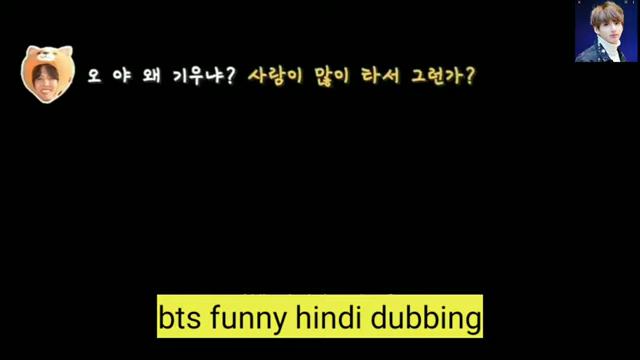 오 야 왜 기우냐? 사람이 많이 타서 그런가?
bts funny hindi dubbing